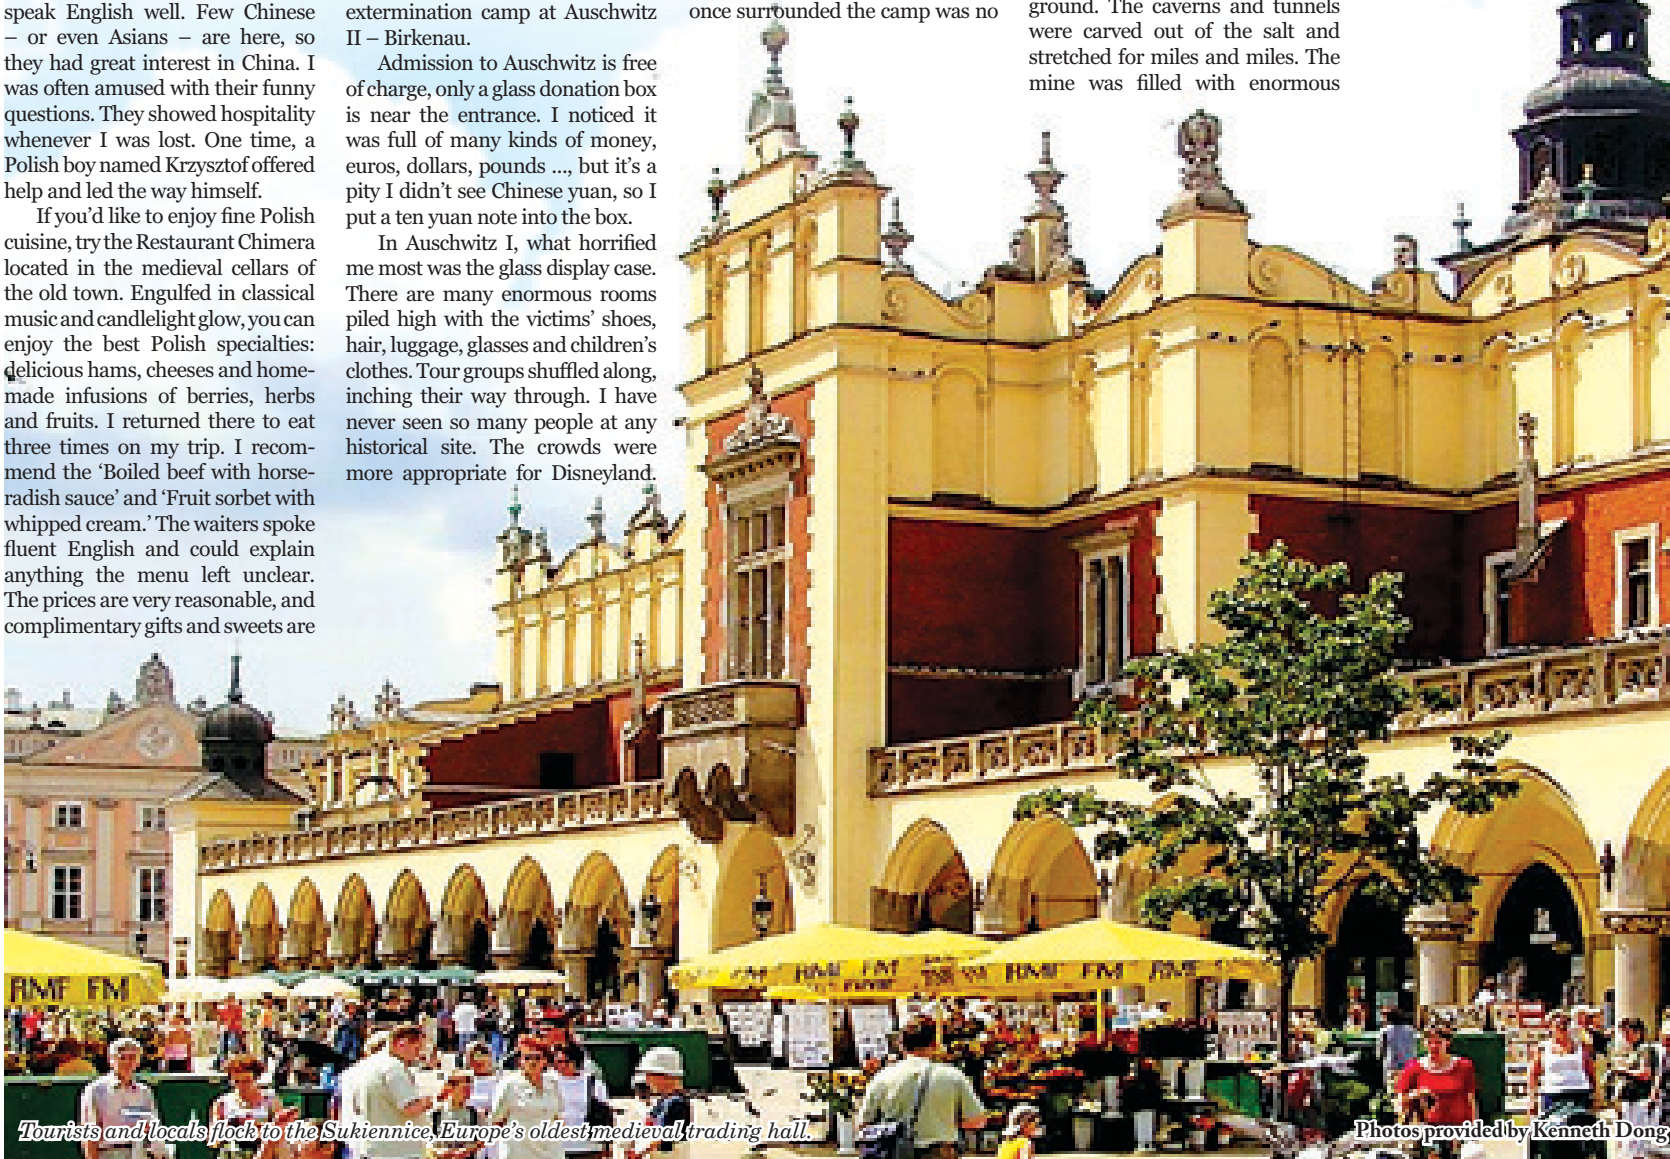 speak English well. Few Chinese
– or even Asians – are here, so
they had great interest in China. I
was often amused with their funny
questions. They showed hospitality
whenever I was lost. One time, a
Polish boy named Krzysztof offered
help and led the way himself.
If you’d like to enjoy fine Polish
cuisine, try the Restaurant Chimera
located in the medieval cellars of
the old town. Engulfed in classical
music and candlelight glow, you can
enjoy the best Polish specialties:
delicious hams, cheeses and home-
made infusions of berries, herbs
and fruits. I returned there to eat
three times on my trip. I recom-
mend the ‘Boiled beef with horse-
radish sauce’ and ‘Fruit sorbet with
whipped cream.’ The waiters spoke
fluent English and could explain
anything the menu left unclear.
The prices are very reasonable, and
complimentary gifts and sweets are
extermination camp at Auschwitz
II – Birkenau.
Admission to Auschwitz is free
of charge, only a glass donation box
is near the entrance. I noticed it
was full of many kinds of money,
euros, dollars, pounds ..., but it’s a
pity I didn’t see Chinese yuan, so I
put a ten yuan note into the box.
In Auschwitz I, what horrified
me most was the glass display case.
There are many enormous rooms
piled high with the victims’ shoes,
hair, luggage, glasses and children’s
clothes. Tour groups shuffled along,
inching their way through. I have
never seen so many people at any
historical site. The crowds were
more appropriate for Disneyland.
once surrounded the camp was no
ground. The caverns and tunnels
were carved out of the salt and
stretched for miles and miles. The
mine was filled with enormous
RMF FM
RMF FM
RMF FM RMF
Tourists and locals flock to the Sukiennice, Europe’s oldest medieval trading hall.
Photos provided by Kenneth Dong